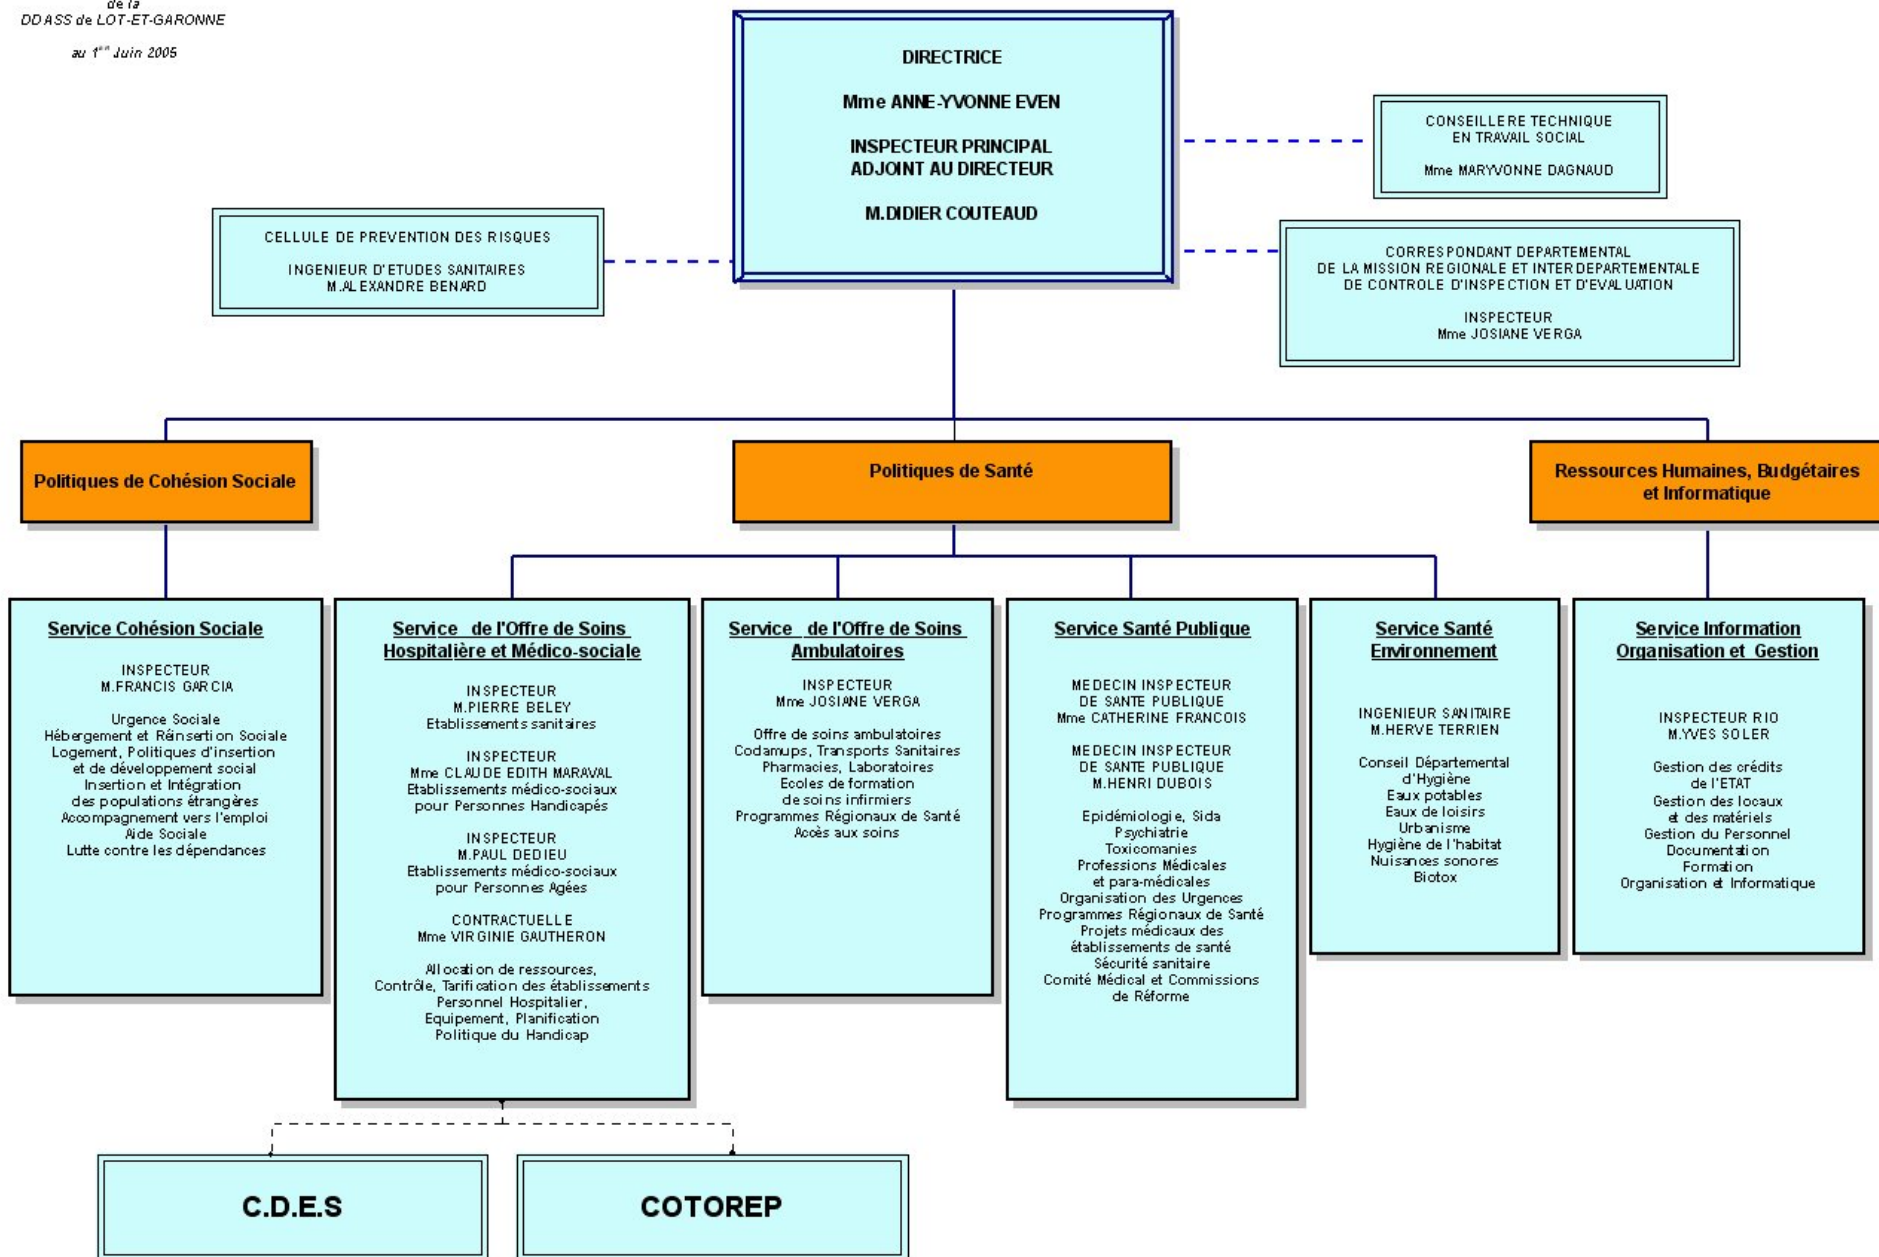 de la
DDASS de LOT-ET-GARONNE
au 1er Juin 2005
DIRECTRICE
Mme ANNE-YVONNE EVEN
INSPECTEUR PRINCIPAL
ADJOINT AU DIRECTEUR
M.DIDIER COUTEAUD
CONSEILLERE TECHNIQUE
EN TRAVAIL SOCIAL
Mme MARYVONNE DAGNAUD
CELLULE DE PREVENTION DES RISQUES
INGENIEUR D'ETUDES SANITAIRES
M.ALEXANDRE BENARD
CORRESPONDANT DEPARTEMENTAL
DE LA MISSION REGIONALE ET INTERDEPARTEMENTALE
DE CONTROLE D'INSPECTION ET D'EVALUATION
INSPECTEUR
Mme JOSIANE VERGA
Politiques de Cohésion Sociale
Politiques de Santé
Ressources Humaines, Budgétaires
et Informatique
Service Cohésion Sociale
INSPECTEUR
M.FRANCIS GARCIA
Urgence Sociale
Hébergement et Réinsertion Sociale
Logement, Politiques d'insertion
et de développement social
Insertion et Intégration
des populations étrangères
Accompagnement vers l'emploi
Aide Sociale
Lutte contre les dépendances
Service de l'Offre de Soins
Hospitalière et Médico-sociale
INSPECTEUR
M.PIERRE BELEY
Etablissements sanitaires
INSPECTEUR
Mme CLAUDE EDITH MARAVAL
Etablissements médico-sociaux
pour Personnes Handicapés
INSPECTEUR
M.PAUL DEDIEU
Etablissements médico-sociaux
pour Personnes Agées
CONTRACTUELLE
Mme VIRGINIE GAUTHERON
Allocation de ressources,
Contrôle, Tarification des établissements
Personnel Hospitalier,
Equipement, Planification
Politique du Handicap
Service de l'Offre de Soins
Ambulatoires
INSPECTEUR
Mme JOSIANE VERGA
Offre de soins ambulatoires
Codamups, Transports Sanitaires
Pharmacies, Laboratoires
Ecoles de formation
de soins infirmiers
Programmes Régionaux de Santé
Accès aux soins
Service Santé Publique
MEDECIN INSPECTEUR
DE SANTE PUBLIQUE
Mme CATHERINE FRANCOIS
MEDECIN INSPECTEUR
DE SANTE PUBLIQUE
M.HENRI DUBOIS
Epidémiologie, Sida
Psychiatrie
Toxicomanies
Professions Médicales
et para-médicales
Organisation des Urgences
Programmes Régionaux de Santé
Projets médicaux des
établissements de santé
Sécurité sanitaire
Comité Médical et Commissions
de Réforme
Service Santé
Environnement
INGENIEUR SANITAIRE
M.HERVE TERRIEN
Conseil Départemental
d'Hygiène
Eaux potables
Eaux de loisirs
Urbanisme
Hygiène de l'habitat
Nuisances sonores
Biotox
Service Information
Organisation et Gestion
INSPECTEUR RIO
M.YVES SOLER
Gestion des crédits
de l'ETAT
Gestion des locaux
et des matériels
Gestion du Personnel
Documentation
Formation
Organisation et Informatique
C.D.E.S
COTOREP